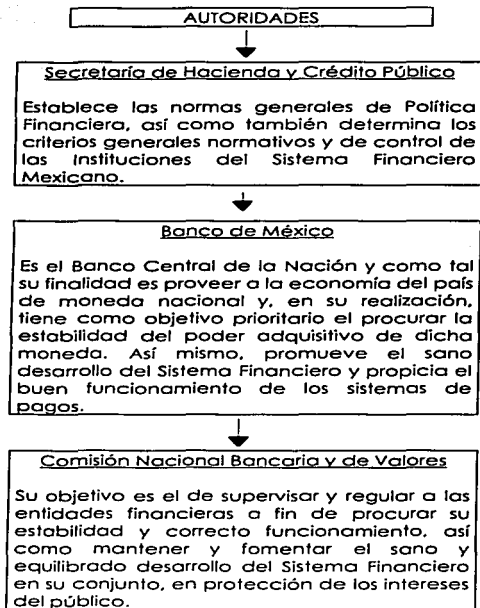 AUTORIDADES
Secretaría de Hacienda y Crédito Público
Establece las normas generales de Política
Financiera, así como también determina los
criterios generales normativos y de control de
las Instituciones del Sistema Financiero
Mexicano.
Banco de México
Es el Banco Central de la Nación y como tal
su finalidad es proveer a la economía del país
de moneda nacional y, en su realización,
tiene como objetivo prioritario el procurar la
estabilidad del poder adquisitivo de dicha
moneda. Así mismo, promueve el sano
desarrollo del Sistema Financiero y propicia el
buen funcionamiento de los sistemas de
pagos.
Comisión Nacional Bancaria y de Valores
Su objetivo es el de supervisar y regular a las
entidades financieras a fin de procurar su
estabilidad y correcto funcionamiento, así
como mantener y fomentar el sano y
equilibrado desarrollo del Sistema Financiero
en su conjunto, en protección de los intereses
del público.